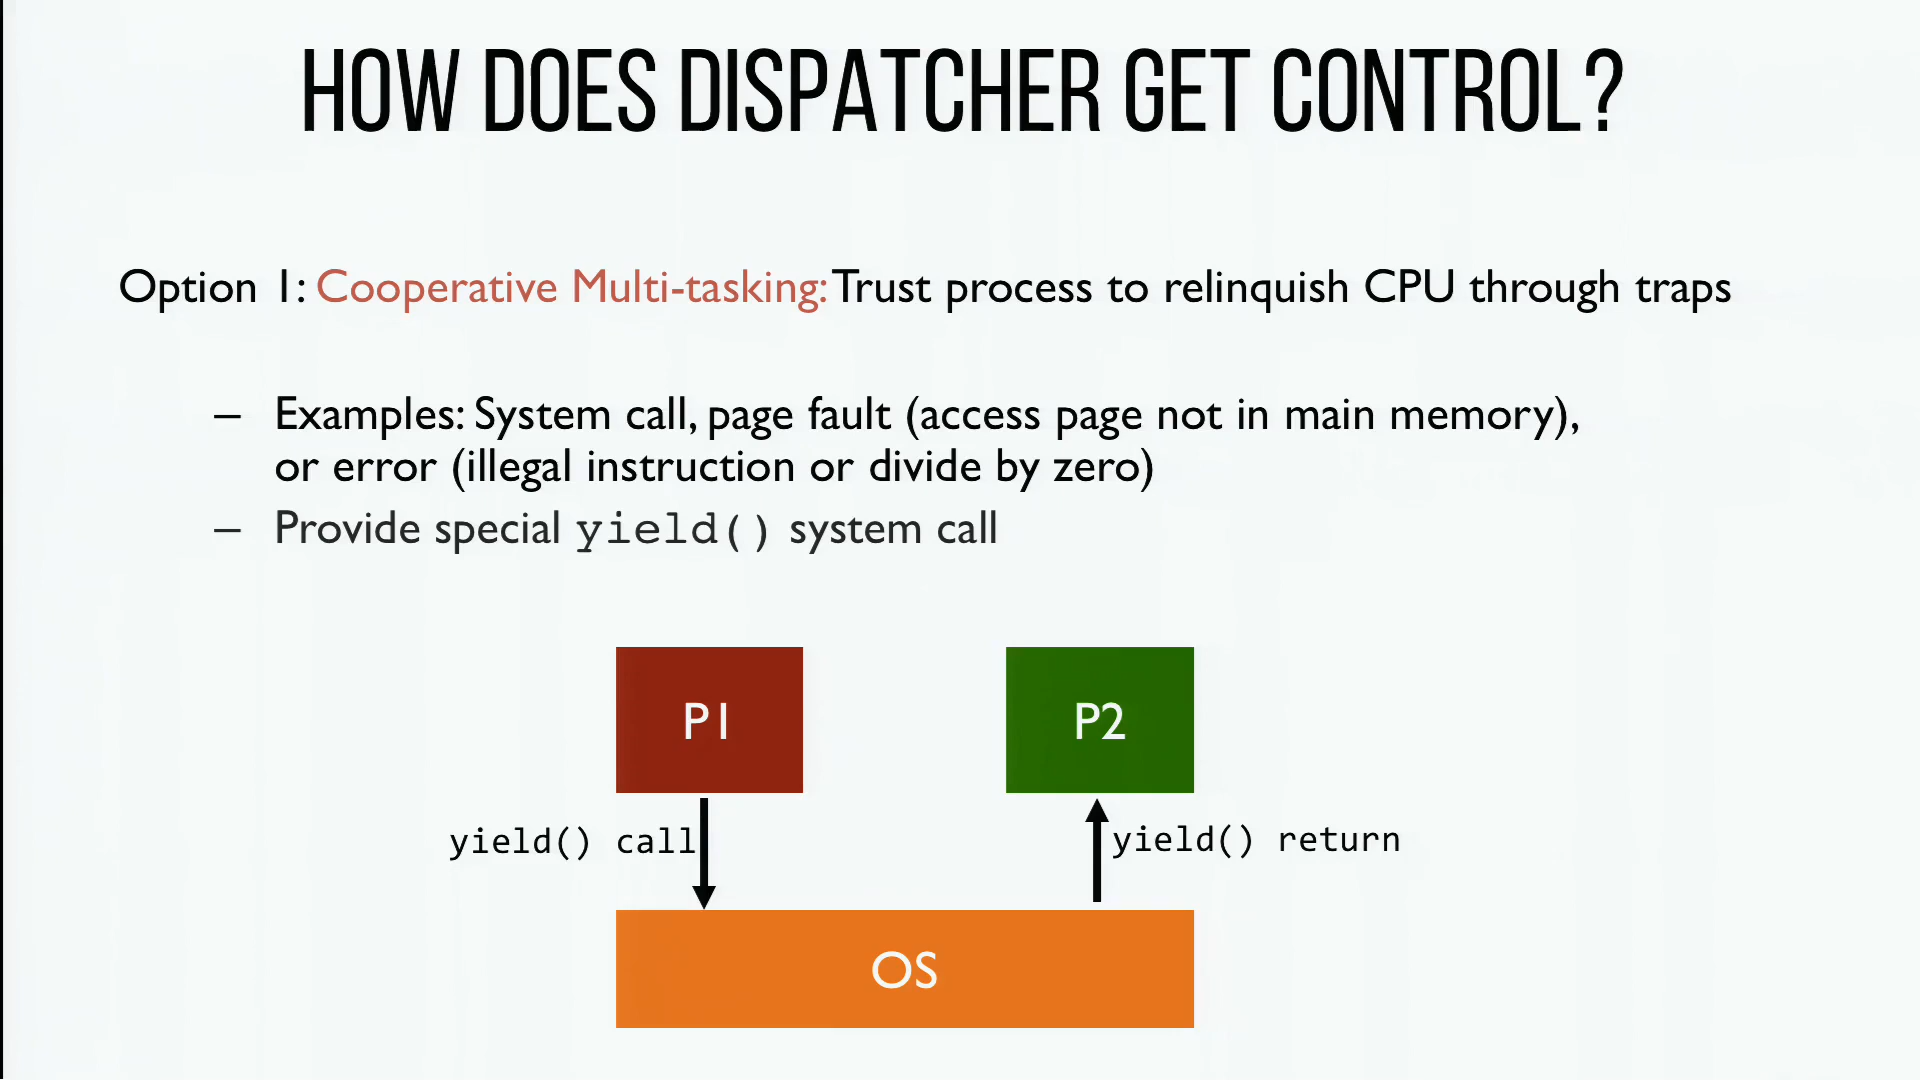 HOW DOES DISPATCHER GET CONTROL?
Option 1: Cooperative Multi-tasking: Trust process to relinquish CPU through traps
– Examples: System call, page fault (access page not in main memory),
or error (illegal instruction or divide by zero)
– Provide special yield() system call
P1
P2
yield() call
yield() return
OS